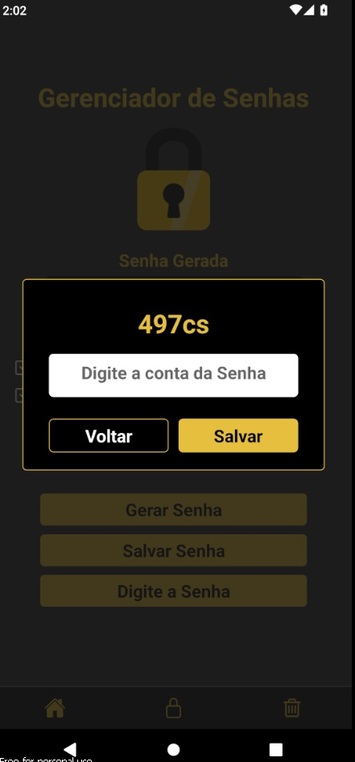 2:02
Gerenciador de Senhas
Senha Gerada
497cs
Digite a conta da Senha
Voltar Salvar
Gerar Senha
Salvar Senha
Digite a Senha
Free for personal use